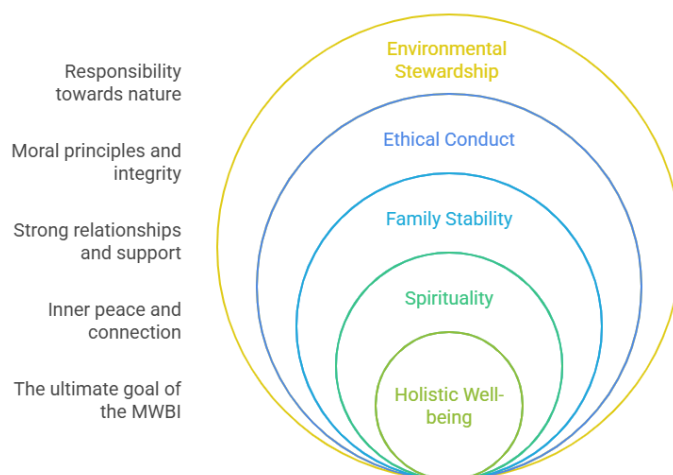 Environmental
Stewardship
Responsibility
towards nature
Ethical Conduct
Moral principles and
integrity
Family Stability
Strong relationships
and support
Spirituality
Inner peace and
connection
Holistic Well-
being
The ultimate goal of
the MWBI